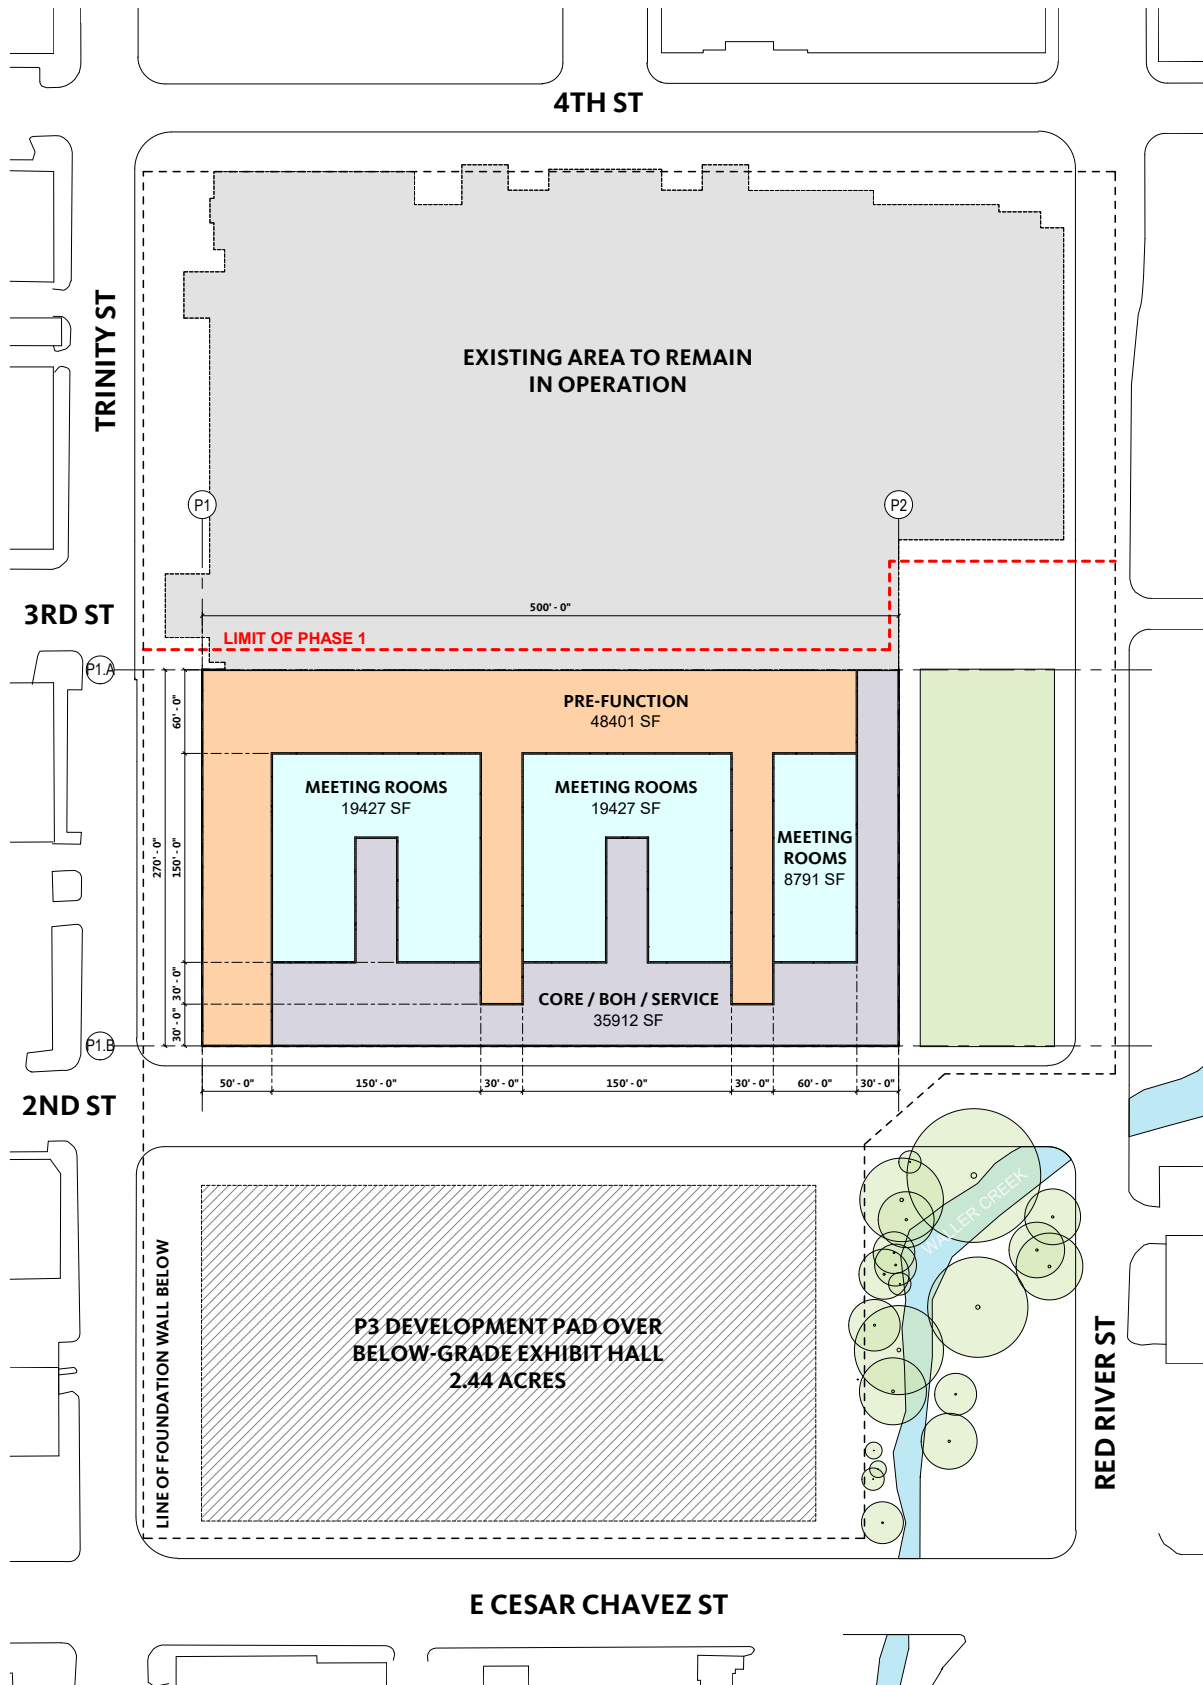 4TH ST
TRINITY ST
EXISTING AREA TO REMAIN
IN OPERATION
P1
P2
3RD ST
500' - 0"
LIMIT OF PHASE 1
P1.A
60' - 0"
PRE-FUNCTION
48401 SF
MEETING ROOMS
19427 SF
MEETING ROOMS
19427 SF
MEETING
ROOMS
8791 SF
270' - 0"
150' - 0"
30' - 0"
30' - 0"
CORE / BOH / SERVICE
35912 SF
P1.B
50' - 0"
150' - 0"
30' - 0"
150' - 0"
30' - 0"
60' - 0"
30' - 0"
2ND ST
WALLER CREEK
LINE OF FOUNDATION WALL BELOW
P3 DEVELOPMENT PAD OVER
BELOW-GRADE EXHIBIT HALL
2.44 ACRES
RED RIVER ST
E CESAR CHAVEZ ST